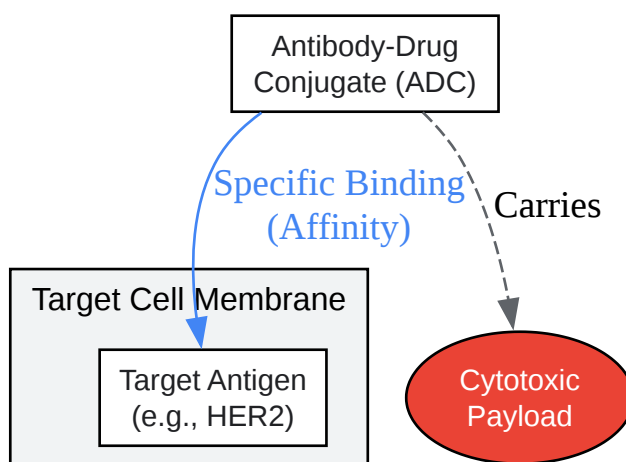 Antibody-Drug
Conjugate (ADC)
Specific Binding
(Affinity)
Carries
Target Cell Membrane
Target Antigen
(e.g., HER2)
Cytotoxic
Payload